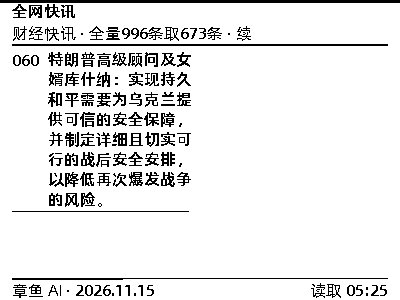 全网快讯
财经快讯 · 全量996条取673条 · 续
060 特朗普高级顾问及女
婿库什纳：实现持久
和平需要为乌克兰提
供可信的安全保障，
并制定详细且切实可
行的战后安全安排，
以降低再次爆发战争
的风险。
章鱼 AI · 2026.11.15 读取 05:25